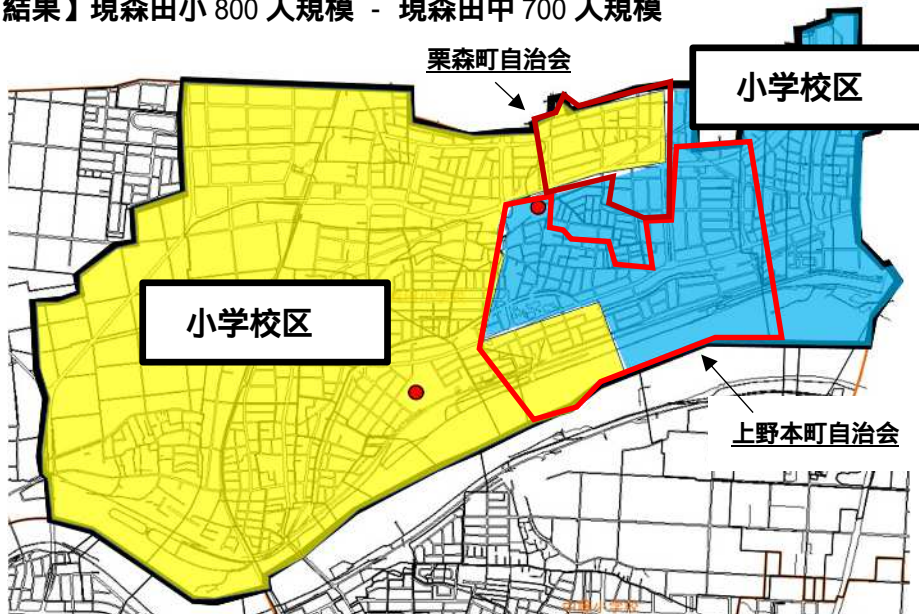 結果】現森田小 800 人規模 - 現森田中 700 人規模
栗森町自治会
小学校区
小学校区
上野本町自治会